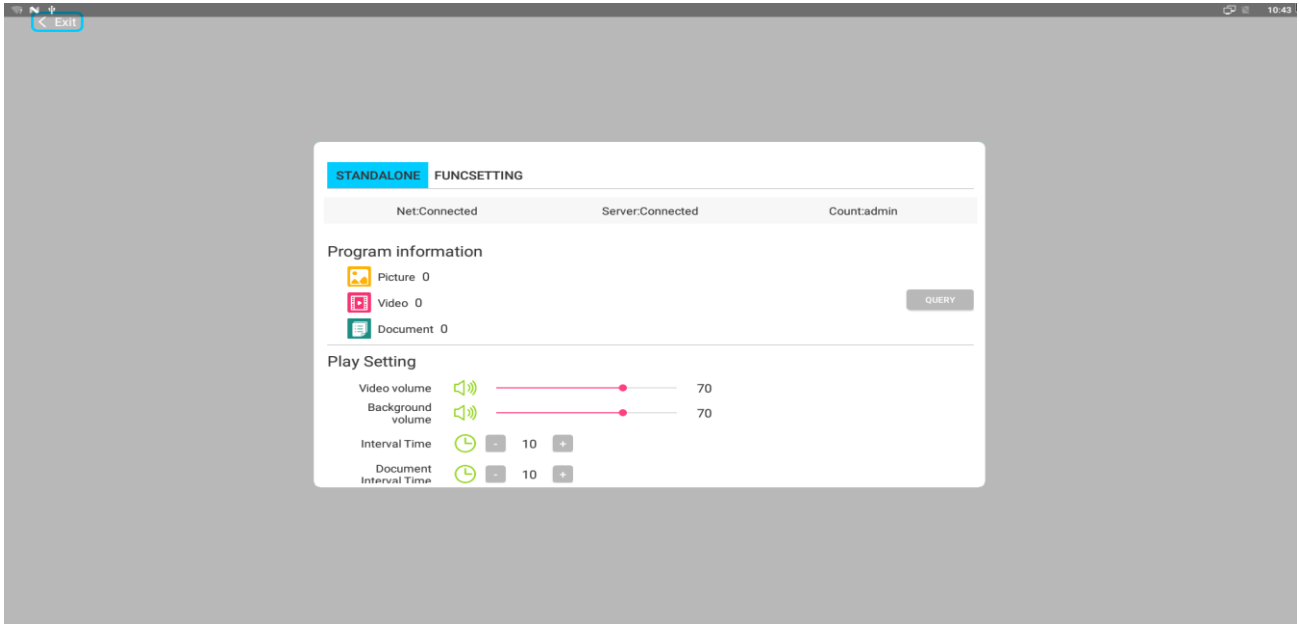 10:43
< Exit
STANDALONE FUNCSETTING
Net:Connected Server:Connected Count:admin
Program information
Picture 0
Video 0
QUERY
Document 0
Play Setting
Video volume 70
Background
volume 70
Interval Time - 10 +
Document
Interval Time - 10 +